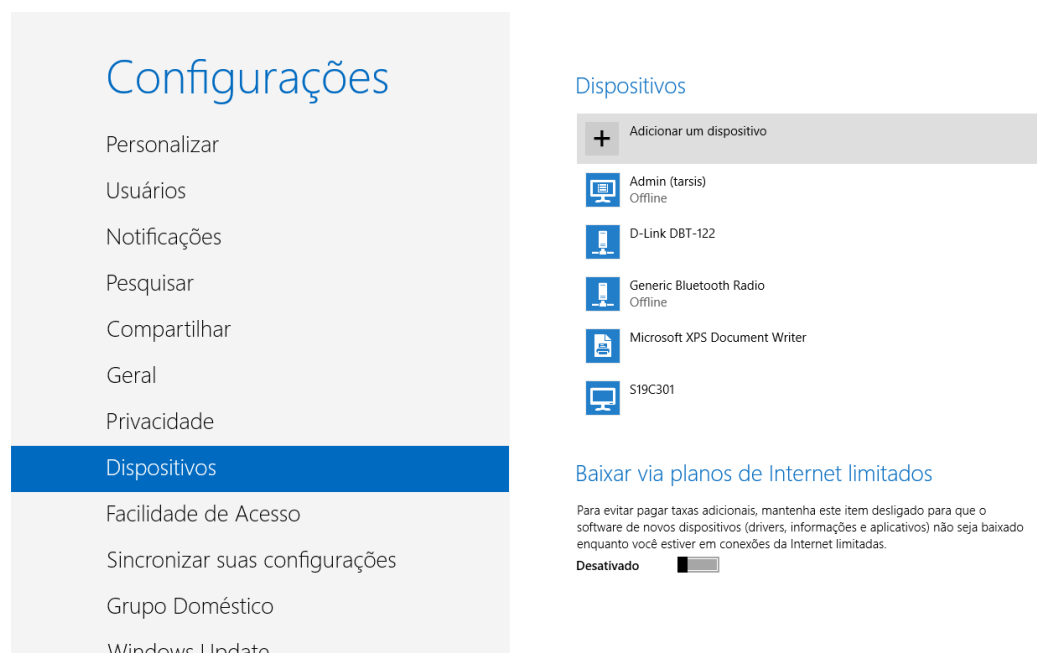 Configurações
Personalizar
Usuários
Notificações
Pesquisar
Compartilhar
Geral
Privacidade
Dispositivos
Facilidade de Acesso
Sincronizar suas configurações
Grupo Doméstico
Windows Update
Dispositivos
Adicionar um dispositivo
Admin (tarsis)
Offline
D-Link DBT-122
Generic Bluetooth Radio
Offline
Microsoft XPS Document Writer
S19C301
Baixar via planos de Internet limitados
Para evitar pagar taxas adicionais, mantenha este item desligado para que o
software de novos dispositivos (drivers, informações e aplicativos) não seja baixado
enquanto você estiver em conexões da Internet limitadas.
Desativado